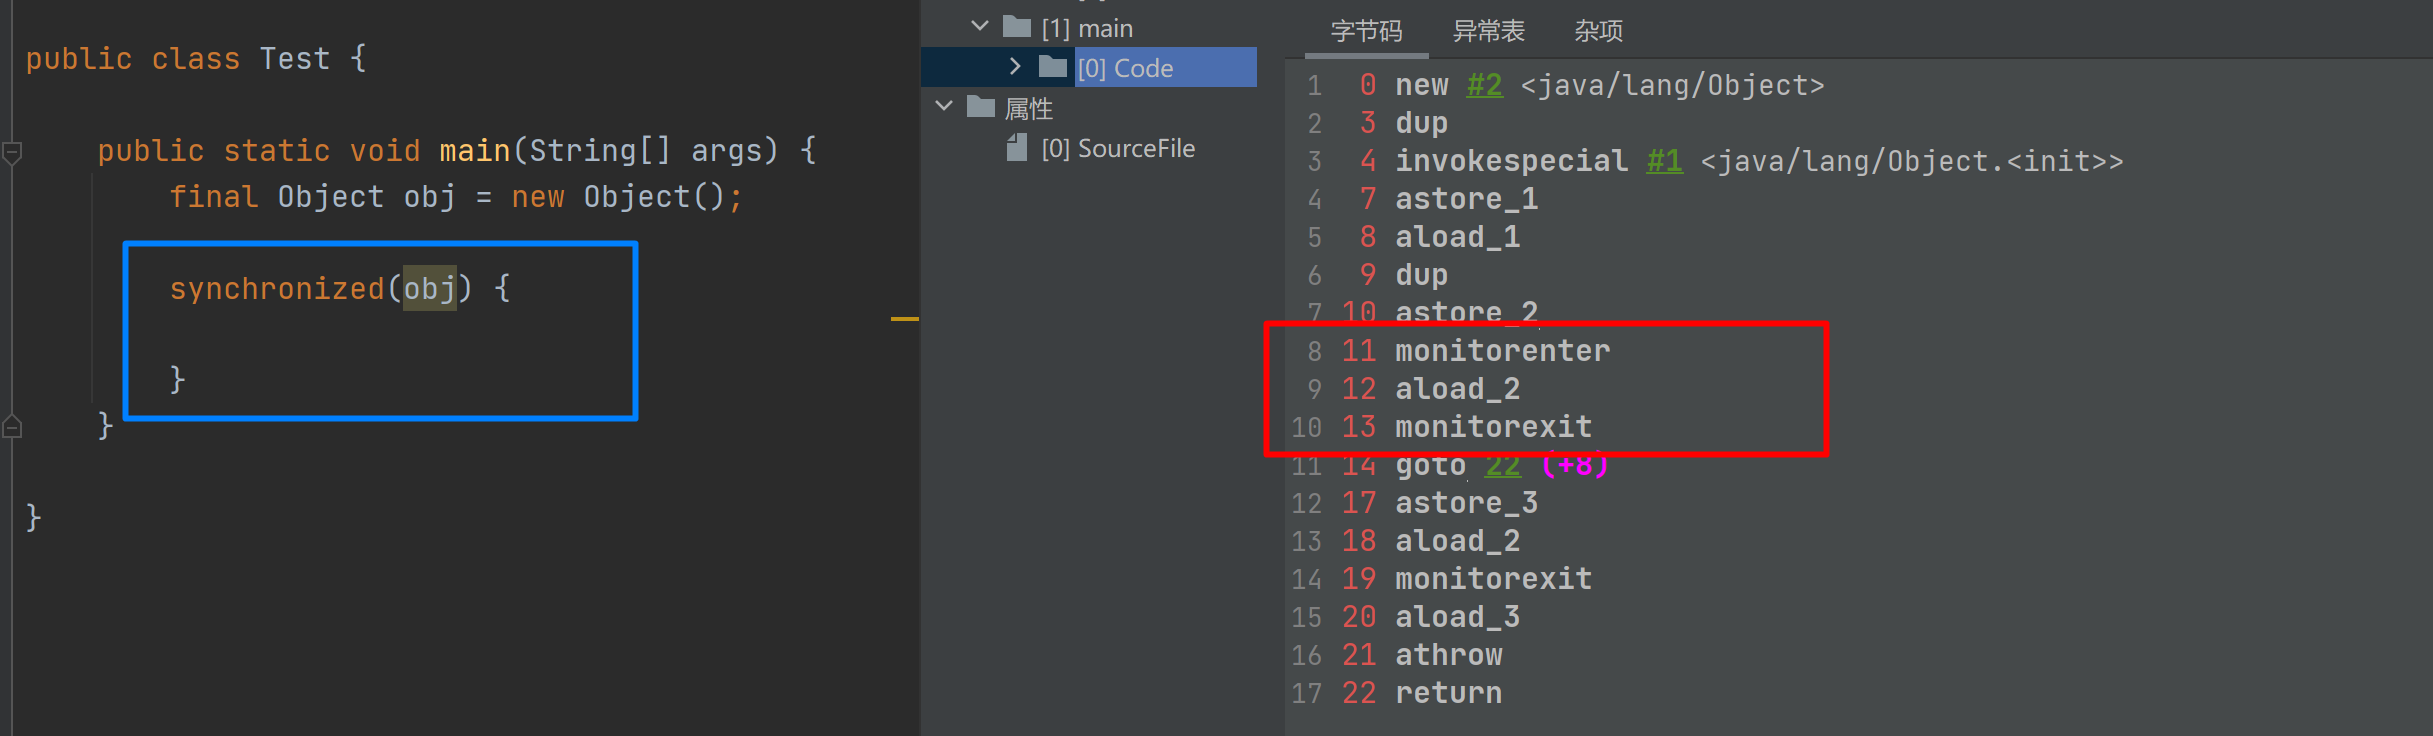 public class Test {
public static void main(String[] args) {
final Object obj = new Object();
synchronized(obj) {
}
}
}
[1] main
[0] Code
属性
[0] SourceFile
字节码 异常表 杂项
1 0 new #2 <java/lang/Object>
2 3 dup
3 4 invokespecial #1 <java/lang/Object.<init>>
4 7 astore_1
5 8 aload_1
6 9 dup
7 10 astore_2
8 11 monitorenter
9 12 aload_2
10 13 monitorexit
11 14 goto 22 (+8)
12 17 astore_3
13 18 aload_2
14 19 monitorexit
15 20 aload_3
16 21 athrow
17 22 return